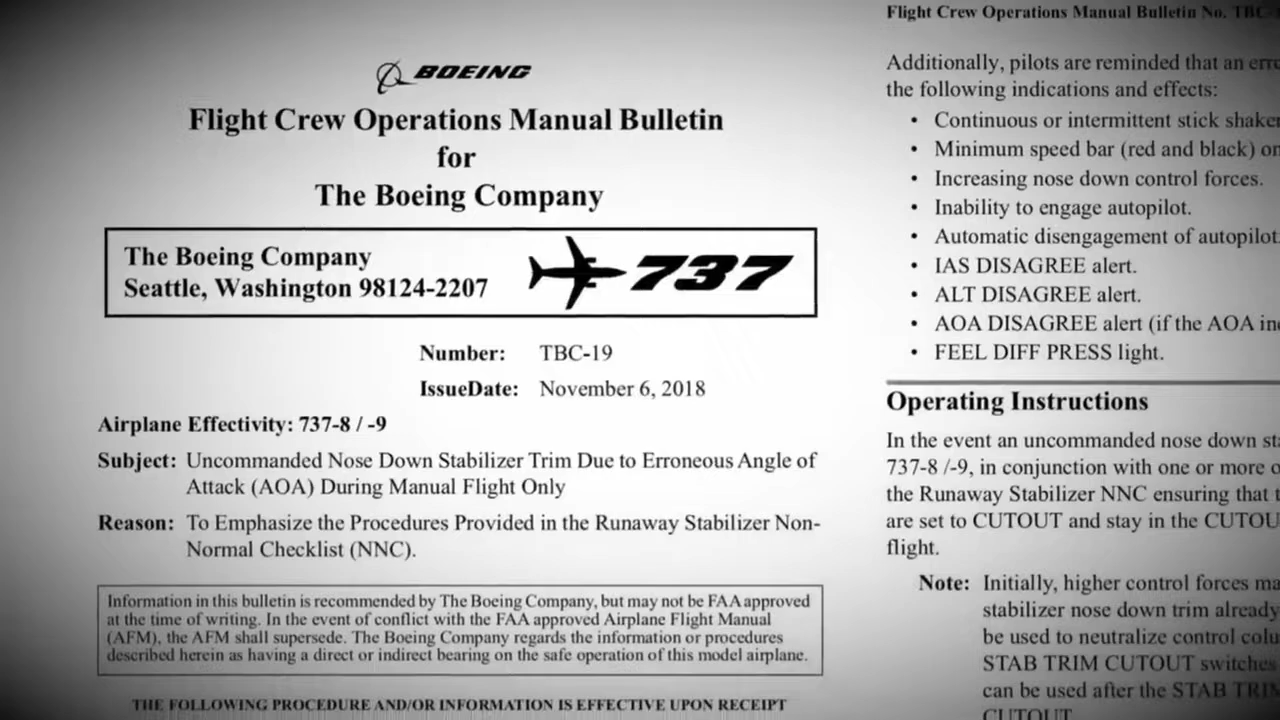 BOEING
Flight Crew Operations Manual Bulletin
for
The Boeing Company
The Boeing Company
Seattle, Washington 98124-2207
737
Number: TBC-19
IssueDate: November 6, 2018
Airplane Effectivity: 737-8 / -9
Subject: Uncommanded Nose Down Stabilizer Trim Due to Erroneous Angle of
Attack (AOA) During Manual Flight Only
Reason: To Emphasize the Procedures Provided in the Runaway Stabilizer Non-
Normal Checklist (NNC).
Information in this bulletin is recommended by The Boeing Company, but may not be FAA approved
at the time of writing. In the event of conflict with the FAA approved Airplane Flight Manual
(AFM), the AFM shall supersede. The Boeing Company regards the information or procedures
described herein as having a direct or indirect bearing on the safe operation of this model airplane.
THE FOLLOWING PROCEDURE AND/OR INFORMATION IS EFFECTIVE UPON RECEIPT
Flight Crew Operations Manual Bulletin No. TBC-
Additionally, pilots are reminded that an
the following indications and effects:
• Continuous or intermittent stick shaker
• Minimum speed bar (red and black)
• Increasing nose down control forces.
• Inability to engage autopilot.
• Automatic disengagement of autopilot
• IAS DISAGREE alert.
• ALT DISAGREE alert.
• AOA DISAGREE alert (if the AOA
• FEEL DIFF PRESS light.
Operating Instructions
In the event an uncommanded nose down
737-8 /-9, in conjunction with one or more
the Runaway Stabilizer NNC ensuring that
are set to CUTOUT and stay in the
flight.
Note: Initially, higher control forces
stabilizer nose down trim already
be used to neutralize control
STAB TRIM CUTOUT switches
can be used after the STAB
CUTOUT